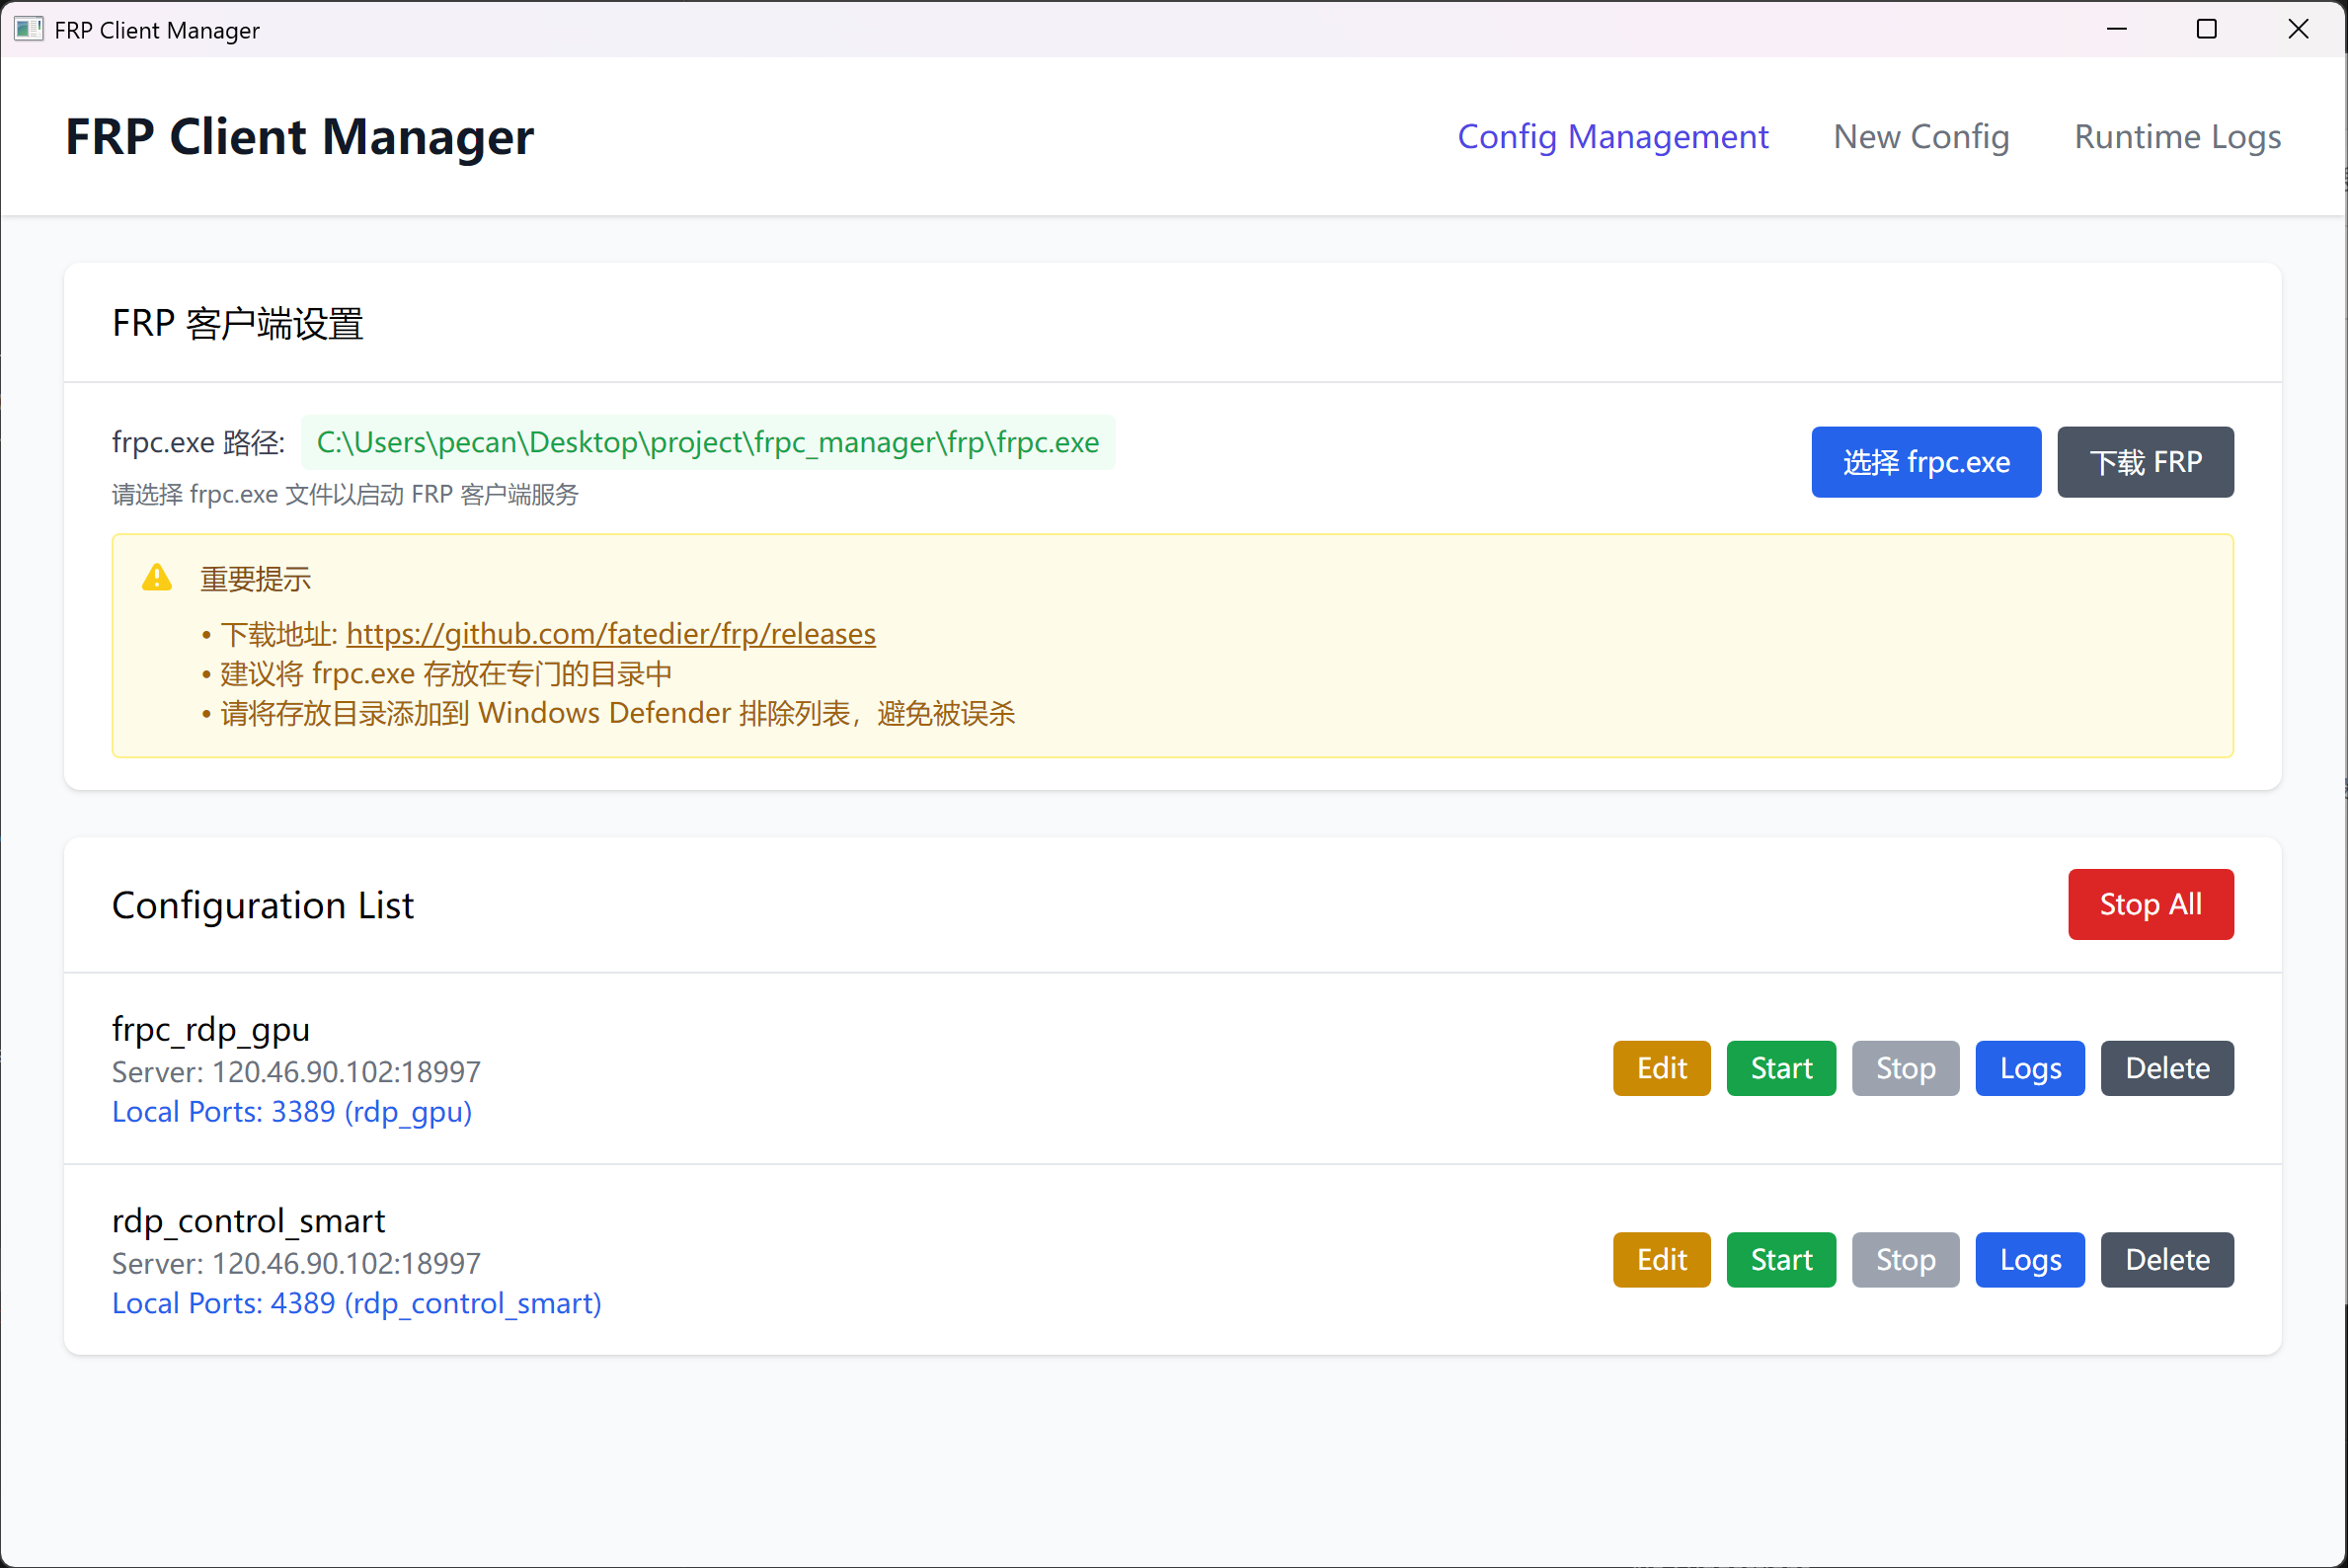 FRP Client Manager
FRP Client Manager
Config Management
New Config
Runtime Logs
FRP 客户端设置
frpc.exe 路径: C:\Users\pecan\Desktop\project\frpc_manager\frp\frpc.exe
请选择 frpc.exe 文件以启动 FRP 客户端服务
选择 frpc.exe
下载 FRP
重要提示
• 下载地址: https://github.com/fatedier/frp/releases
• 建议将 frpc.exe 存放在专门的目录中
• 请将存放目录添加到 Windows Defender 排除列表，避免被误杀
Configuration List
Stop All
frpc_rdp_gpu
Server: 120.46.90.102:18997
Local Ports: 3389 (rdp_gpu)
Edit
Start
Stop
Logs
Delete
rdp_control_smart
Server: 120.46.90.102:18997
Local Ports: 4389 (rdp_control_smart)
Edit
Start
Stop
Logs
Delete